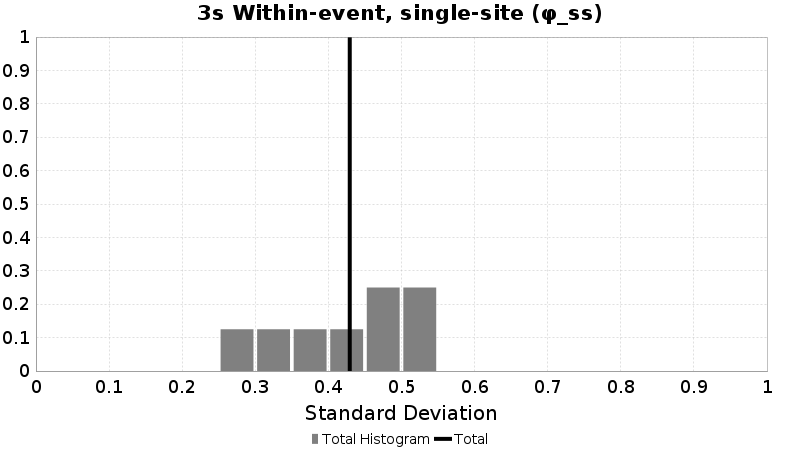 3s Within-event, single-site (φ_ss)
1
0.9
0.8
0.7
0.6
0.5
0.4
0.3
0.2
0.1
0
0 0.1 0.2 0.3 0.4 0.5 0.6 0.7 0.8 0.9 1
Standard Deviation
Total Histogram Total